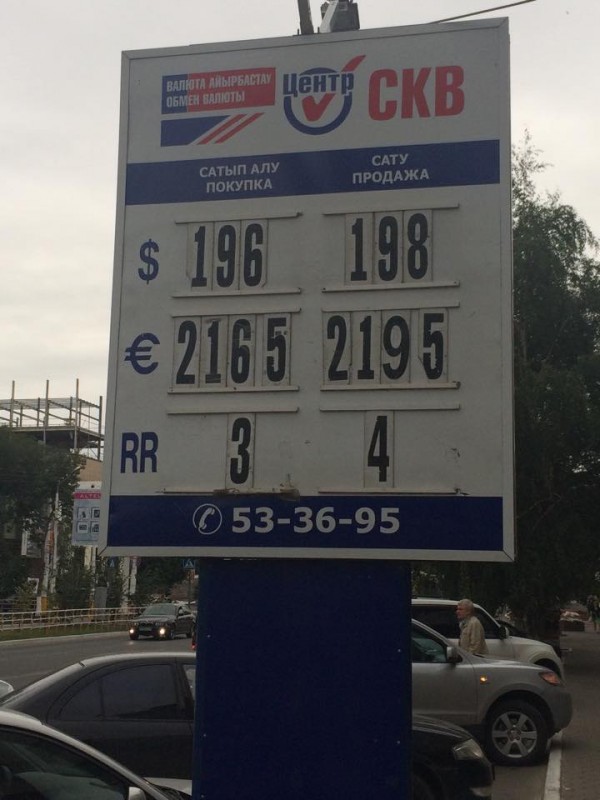 ВАЛЮТА АЙЫРБАСТАУ
ОБМЕН ВАЛЮТЫ
ЦЕНТР СКВ
САТЫП АЛУ САТУ
ПОКУПКА ПРОДАЖА
$ 196 198
€ 2165 2195
RR 3 4
53-36-95